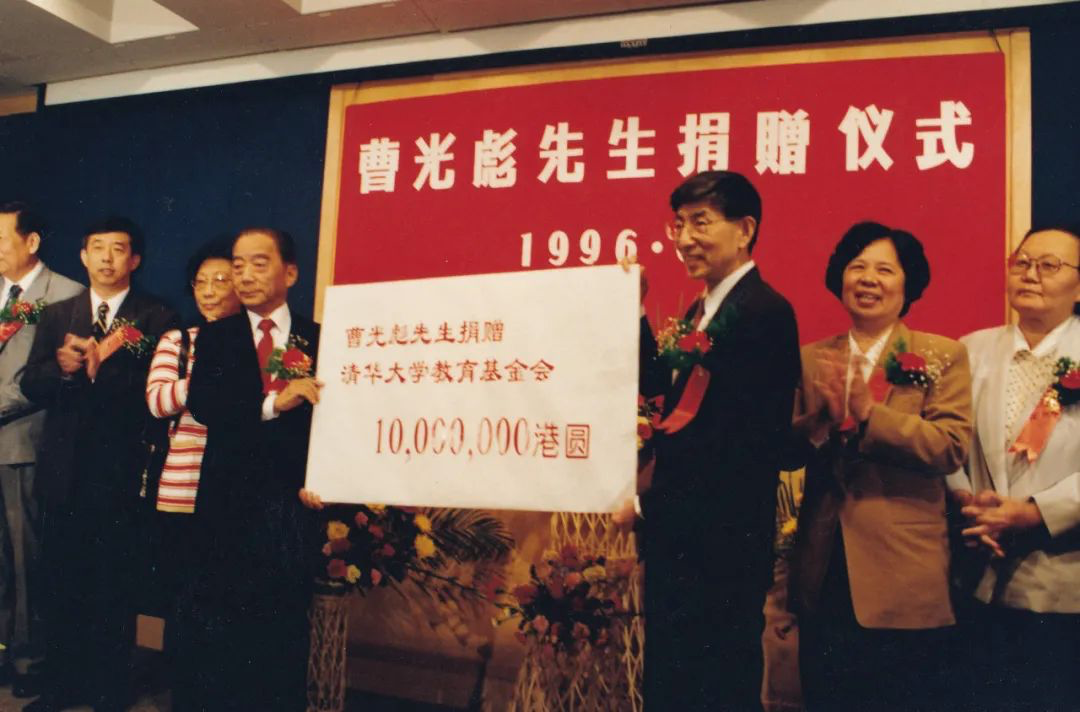 曹光彪先生捐赠仪式
1996·
曹光彪先生捐赠
清华大学教育基金会
10,000,000港圆